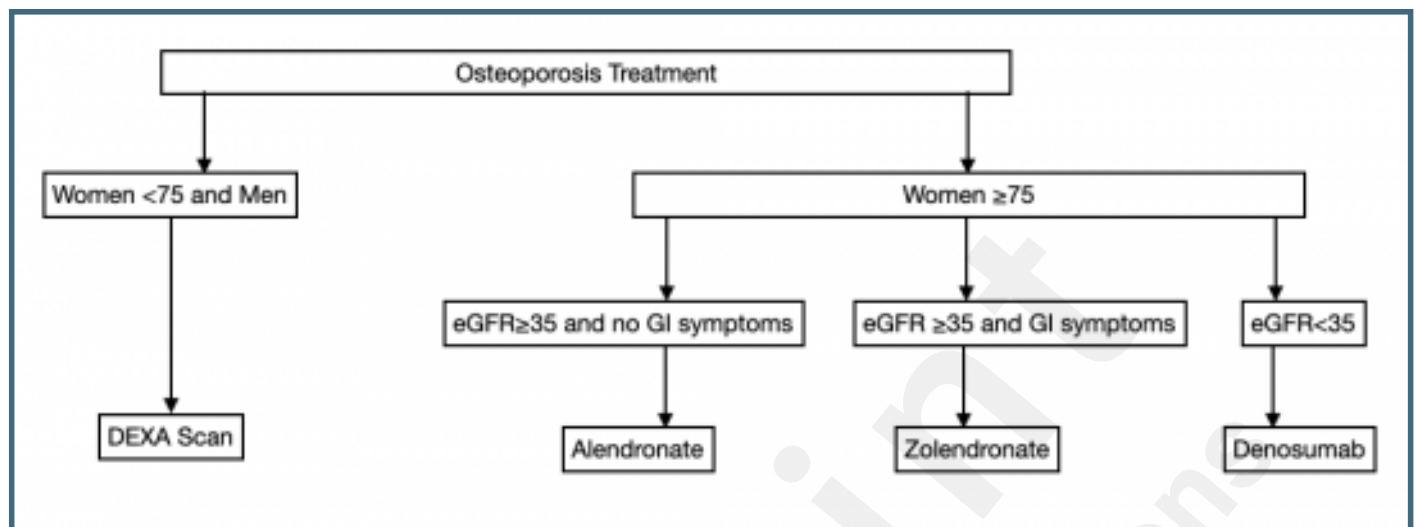 Osteoporosis Treatment
Women <75 and Men
Women ≥75
eGFR≥35 and no GI symptoms
eGFR ≥35 and GI symptoms
eGFR<35
DEXA Scan
Alendronate
Zolendronate
Denosumab